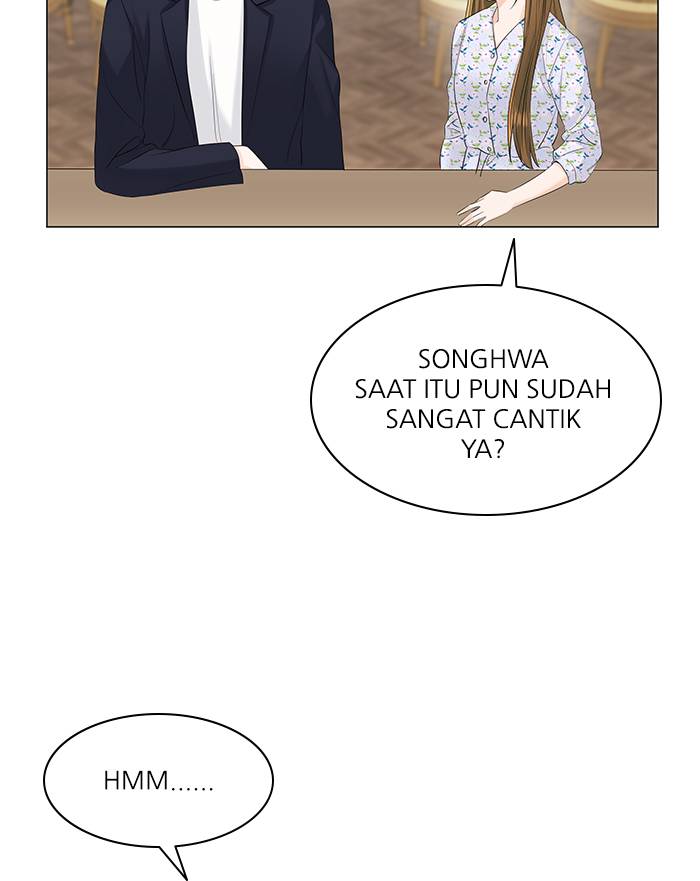 SONGHWA
SAAT ITU PUN SUDAH
SANGAT CANTIK
YA?
HMM......